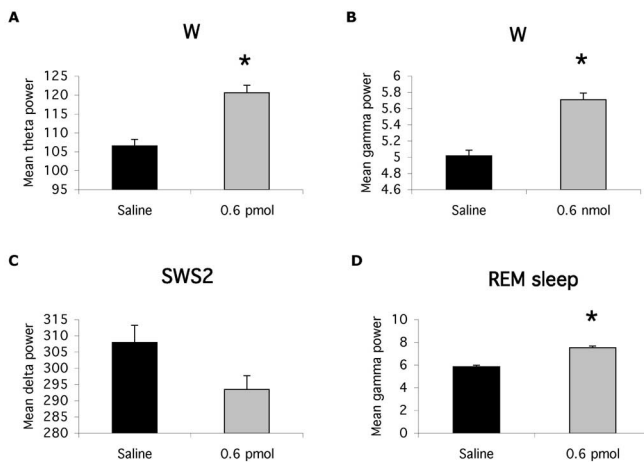 A
W
*
Mean theta power
125
120
115
110
105
100
95
Saline
0.6 pmol
B
W
*
Mean gamma power
6
5.8
5.6
5.4
5.2
5
4.8
4.6
Saline
0.6 nmol
C
SWS2
Mean delta power
315
310
305
300
295
290
285
280
Saline
0.6 pmol
D
REM sleep
*
Mean gamma power
10
8
6
4
2
0
Saline
0.6 pmol